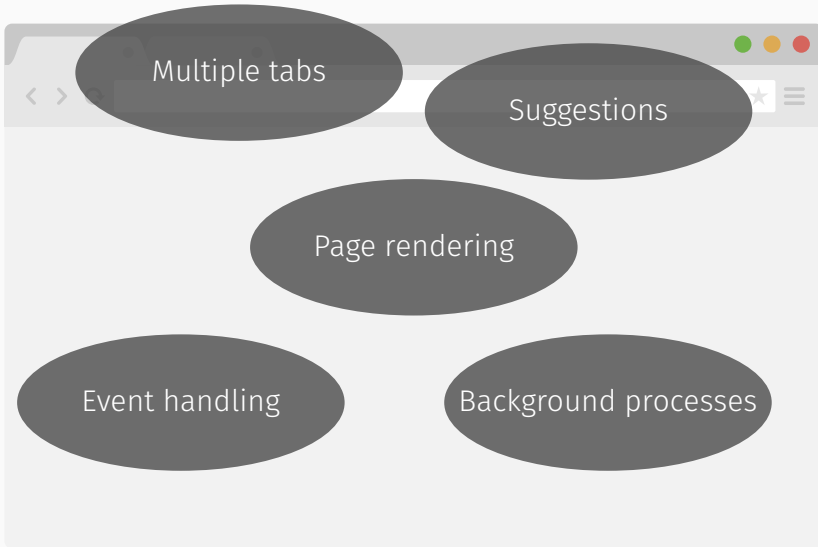 Multiple tabs
Suggestions
Page rendering
Event handling
Background processes